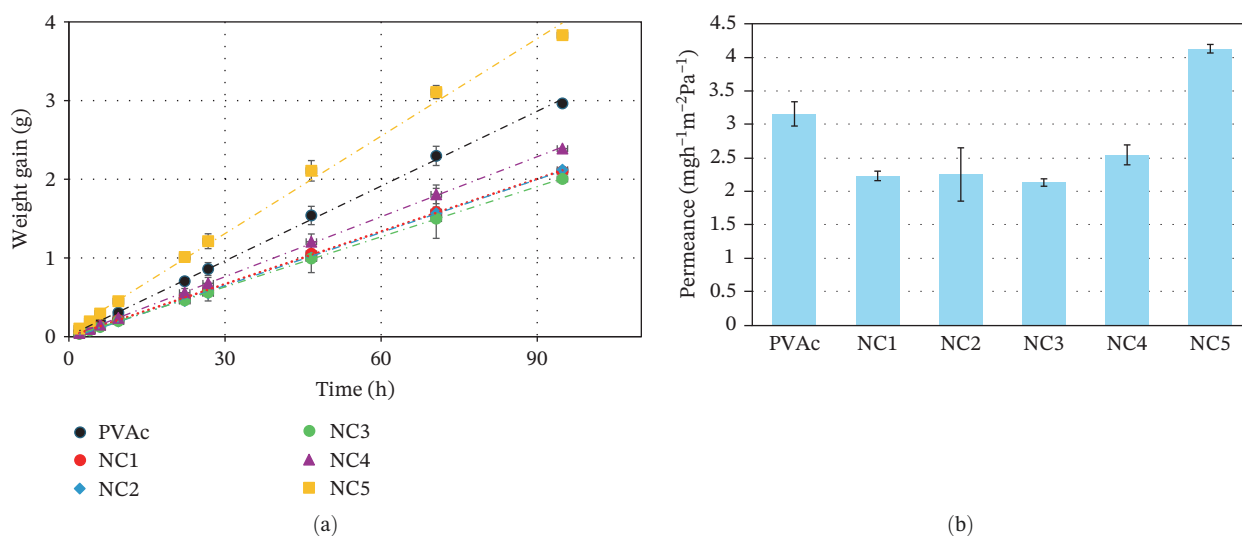 4
3
2
1
0
Weight gain (g)
0
30
60
90
Time (h)
PVAc
NC1
NC2
NC3
NC4
NC5
(a)
4.5
4
3.5
3
2.5
2
1.5
1
0.5
0
Permeance (mgh⁻¹m⁻²Pa⁻¹)
PVAc
NC1
NC2
NC3
NC4
NC5
(b)